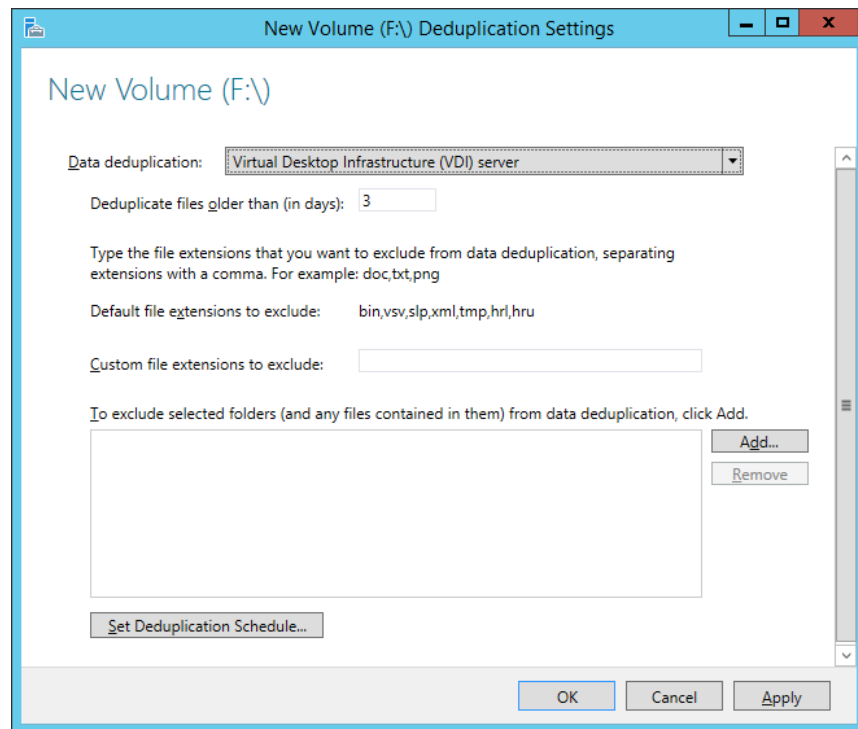 New Volume (F:\) Deduplication Settings
New Volume (F:\)
Data deduplication: Virtual Desktop Infrastructure (VDI) server
Deduplicate files older than (in days): 3
Type the file extensions that you want to exclude from data deduplication, separating
extensions with a comma. For example: doc,txt,png
Default file extensions to exclude: bin,vsv,slp,xml,tmp,hrl,hru
Custom file extensions to exclude:
To exclude selected folders (and any files contained in them) from data deduplication, click Add.
Add...
Remove
Set Deduplication Schedule...
OK Cancel Apply